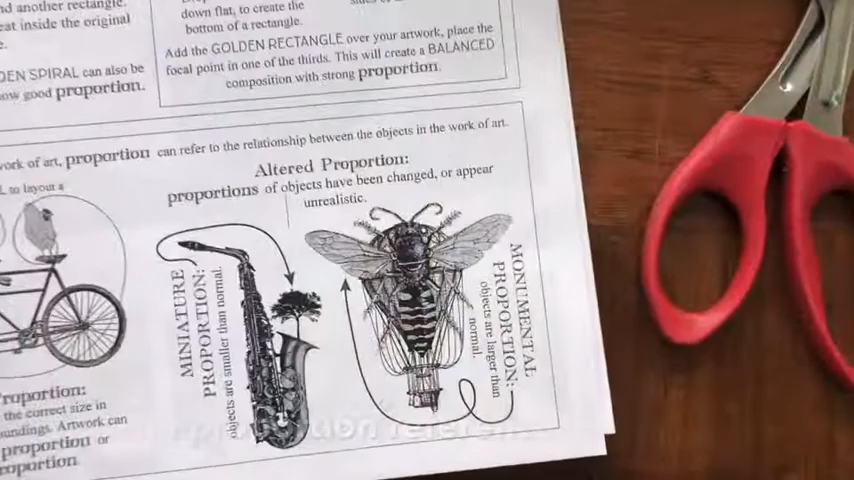 nd another rectangle.
eat inside the original
e.
DEN SPIRAL can also be
ow good proportion.
down flat, to create the
bottom of a rectangle.
Add the GOLDEN RECTANGLE over your artwork, place the
focal point in one of the thirds. This will create a BALANCED
composition with strong proportion.
work of art, proportion can refer to the relationship between the objects in the work of art.
L to layout a
Altered Proportion:
proportions of objects have been changed, or appear
unrealistic.
MINIATURE
PROPORTION:
objects are smaller than normal.
MONUMENTAL
PROPORTION:
objects are larger than
normal.
Proportion:
the correct size in
undings. Artwork can
proportion or
proportion.